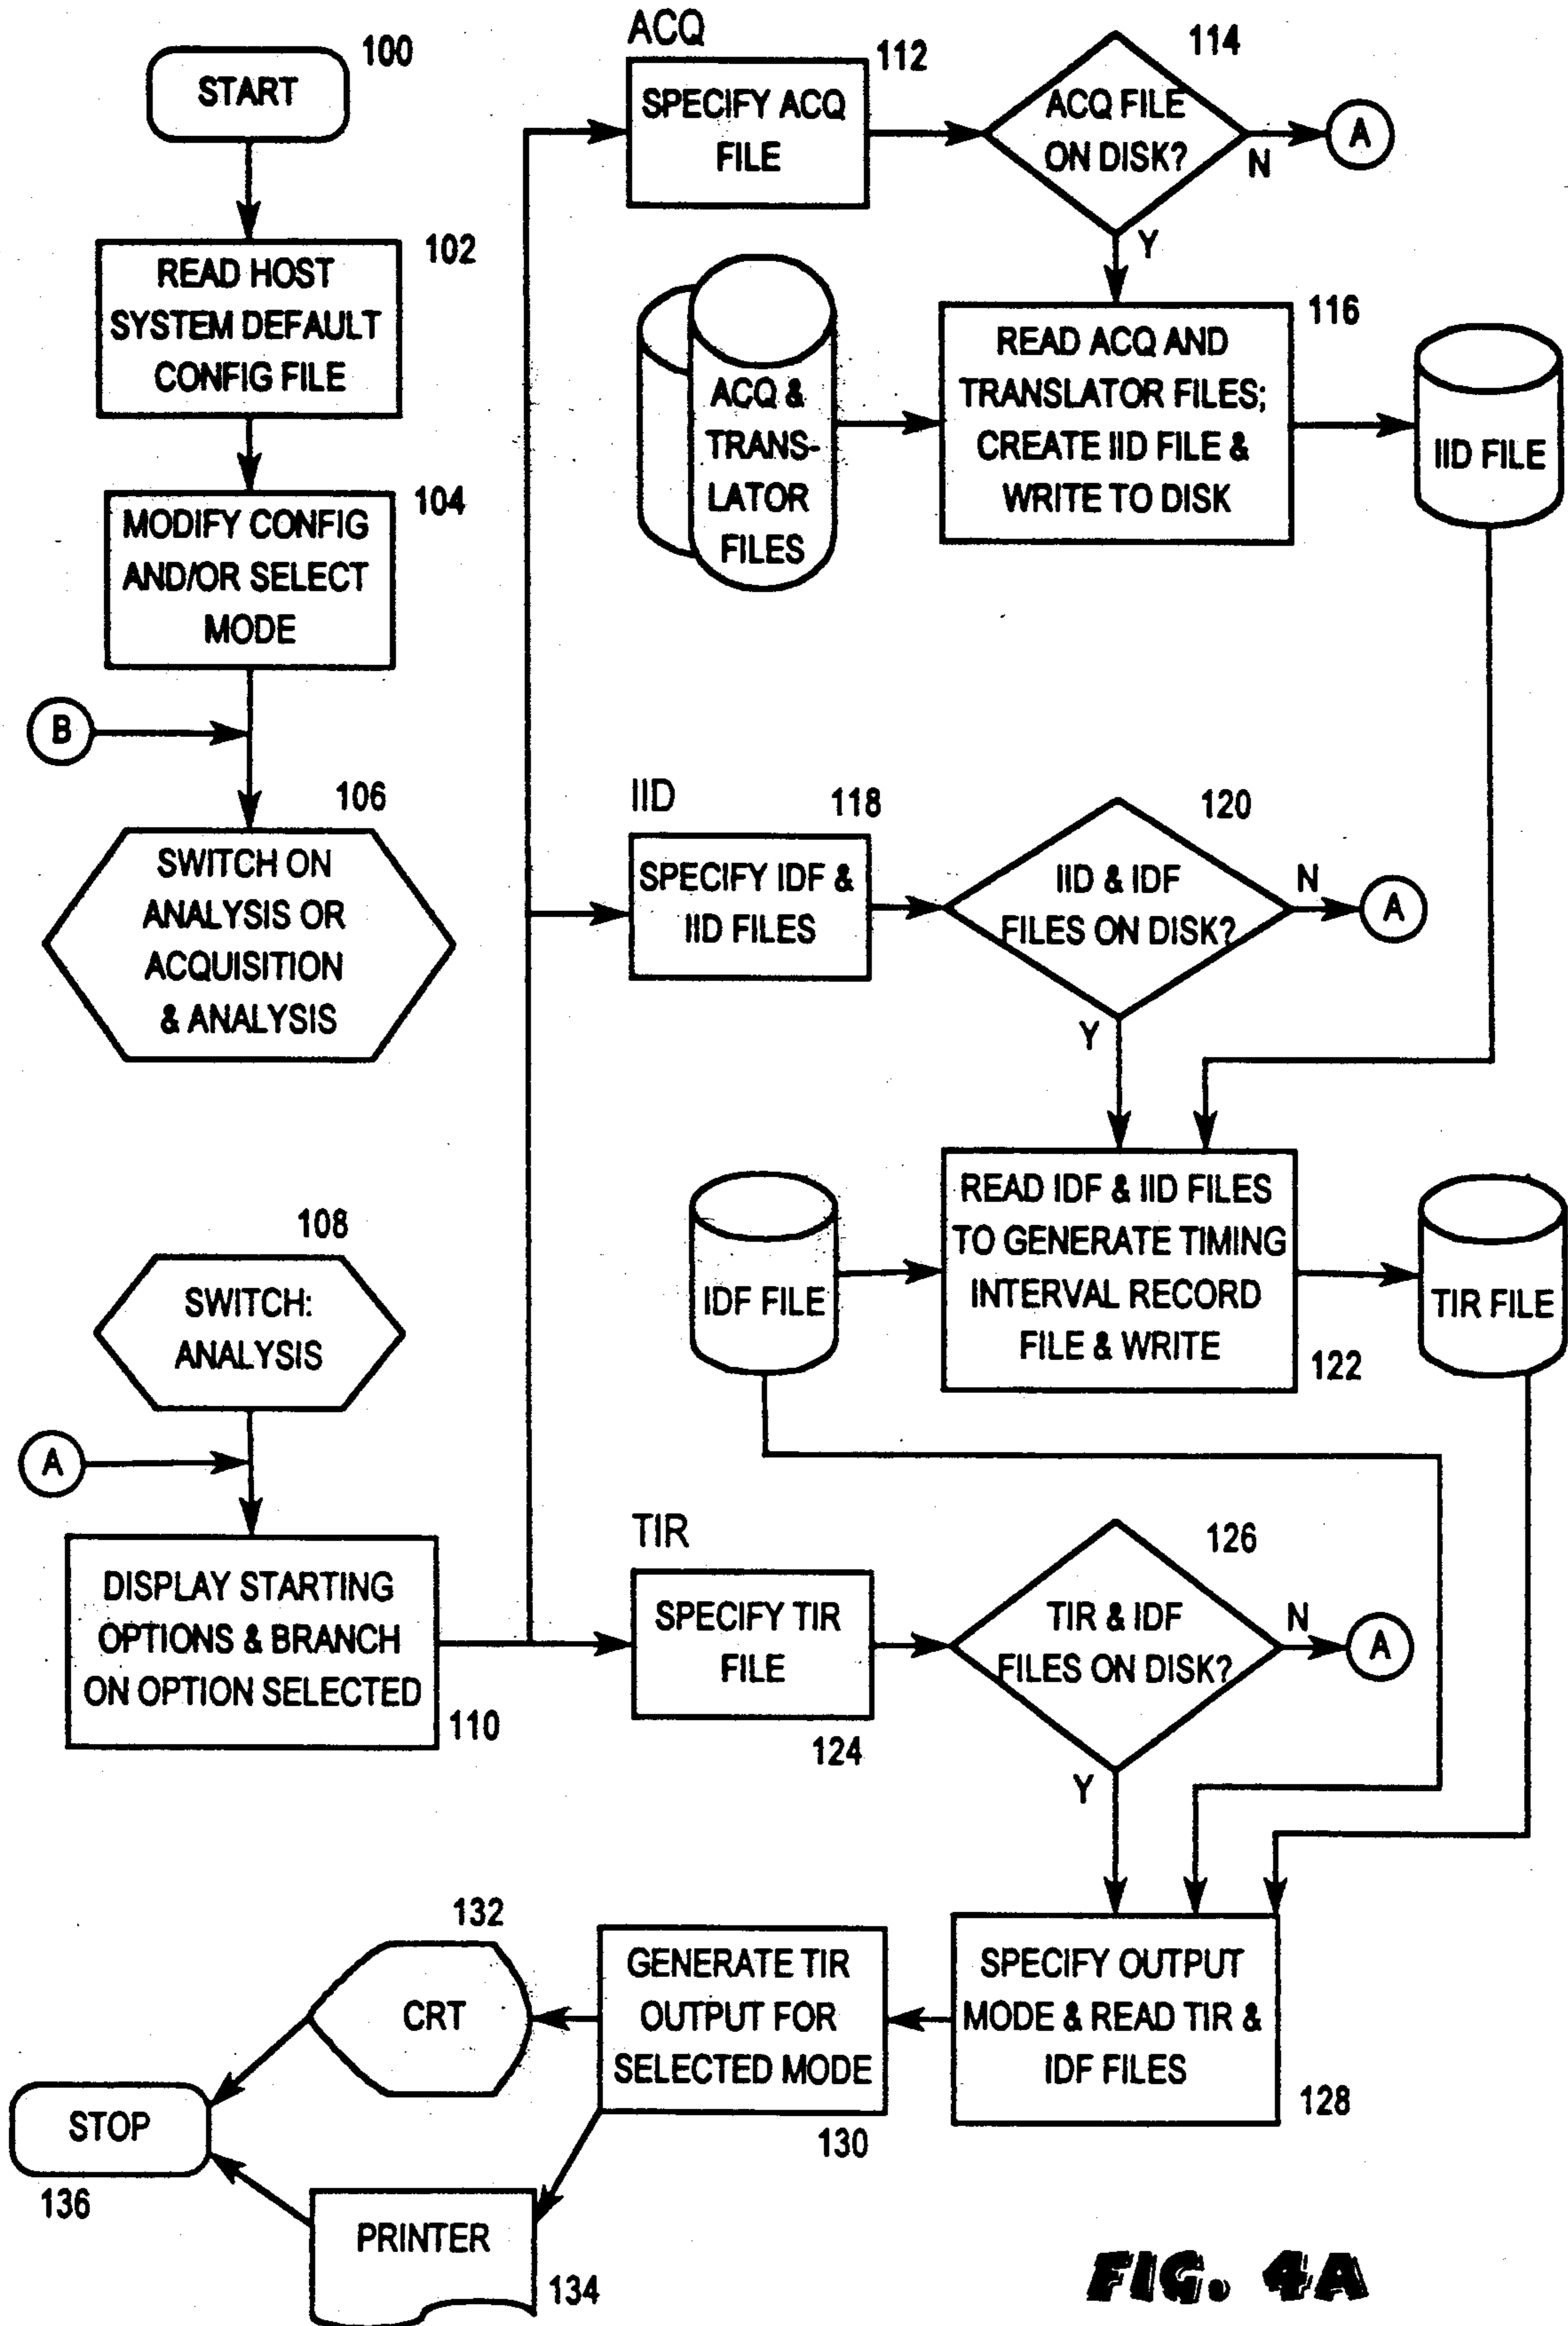 100
START
102
READ HOST
SYSTEM DEFAULT
CONFIG FILE
104
MODIFY CONFIG
AND/OR SELECT
MODE
B
106
SWITCH ON
ANALYSIS OR
ACQUISITION
& ANALYSIS
108
SWITCH:
ANALYSIS
A
DISPLAY STARTING
OPTIONS & BRANCH
ON OPTION SELECTED
110
ACQ
112
SPECIFY ACQ
FILE
114
ACQ FILE
ON DISK?
N
A
Y
ACQ &
TRANS-
LATOR
FILES
116
READ ACQ AND
TRANSLATOR FILES;
CREATE IID FILE &
WRITE TO DISK
IID FILE
IID
118
SPECIFY IDF &
IID FILES
120
IID & IDF
FILES ON DISK?
N
A
Y
IDF FILE
READ IDF & IID FILES
TO GENERATE TIMING
INTERVAL RECORD
FILE & WRITE
122
TIR FILE
TIR
SPECIFY TIR
FILE
124
126
TIR & IDF
FILES ON DISK?
N
A
Y
SPECIFY OUTPUT
MODE & READ TIR &
IDF FILES
128
GENERATE TIR
OUTPUT FOR
SELECTED MODE
130
132
CRT
PRINTER
134
STOP
136
FIG. 4A